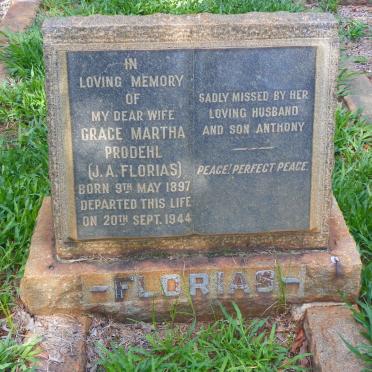 IN
LOVING MEMORY
OF
MY DEAR WIFE
GRACE MARTHA
PRODEHL
(J.A. FLORIAS)
BORN 9TH MAY 1897
DEPARTED THIS LIFE
ON 20TH SEPT. 1944
SADLY MISSED BY HER
LOVING HUSBAND
AND SON ANTHONY
PEACE! PERFECT PEACE.
- FLORIAS -